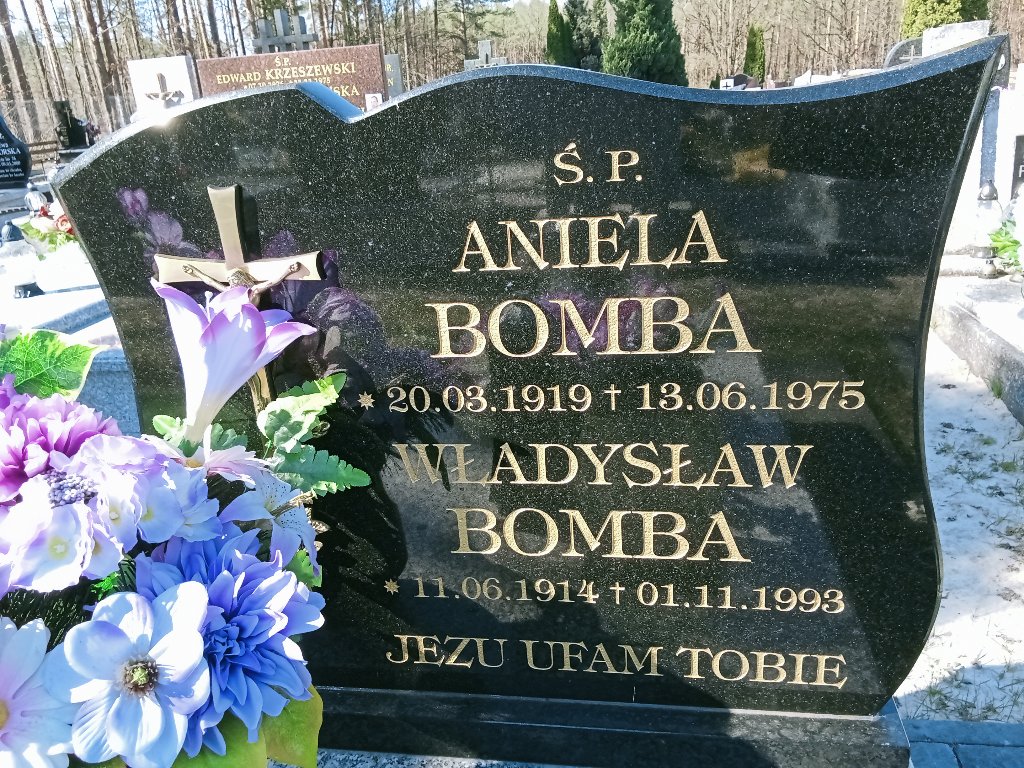 Ś.P.
EDWARD KRZESZEWSKI
Ś. P.
ANIELA
BOMBA
* 20.03.1919 † 13.06.1975
WŁADYSŁAW
BOMBA
* 11.06.1914 † 01.11.1993
JEZU UFAM TOBIE